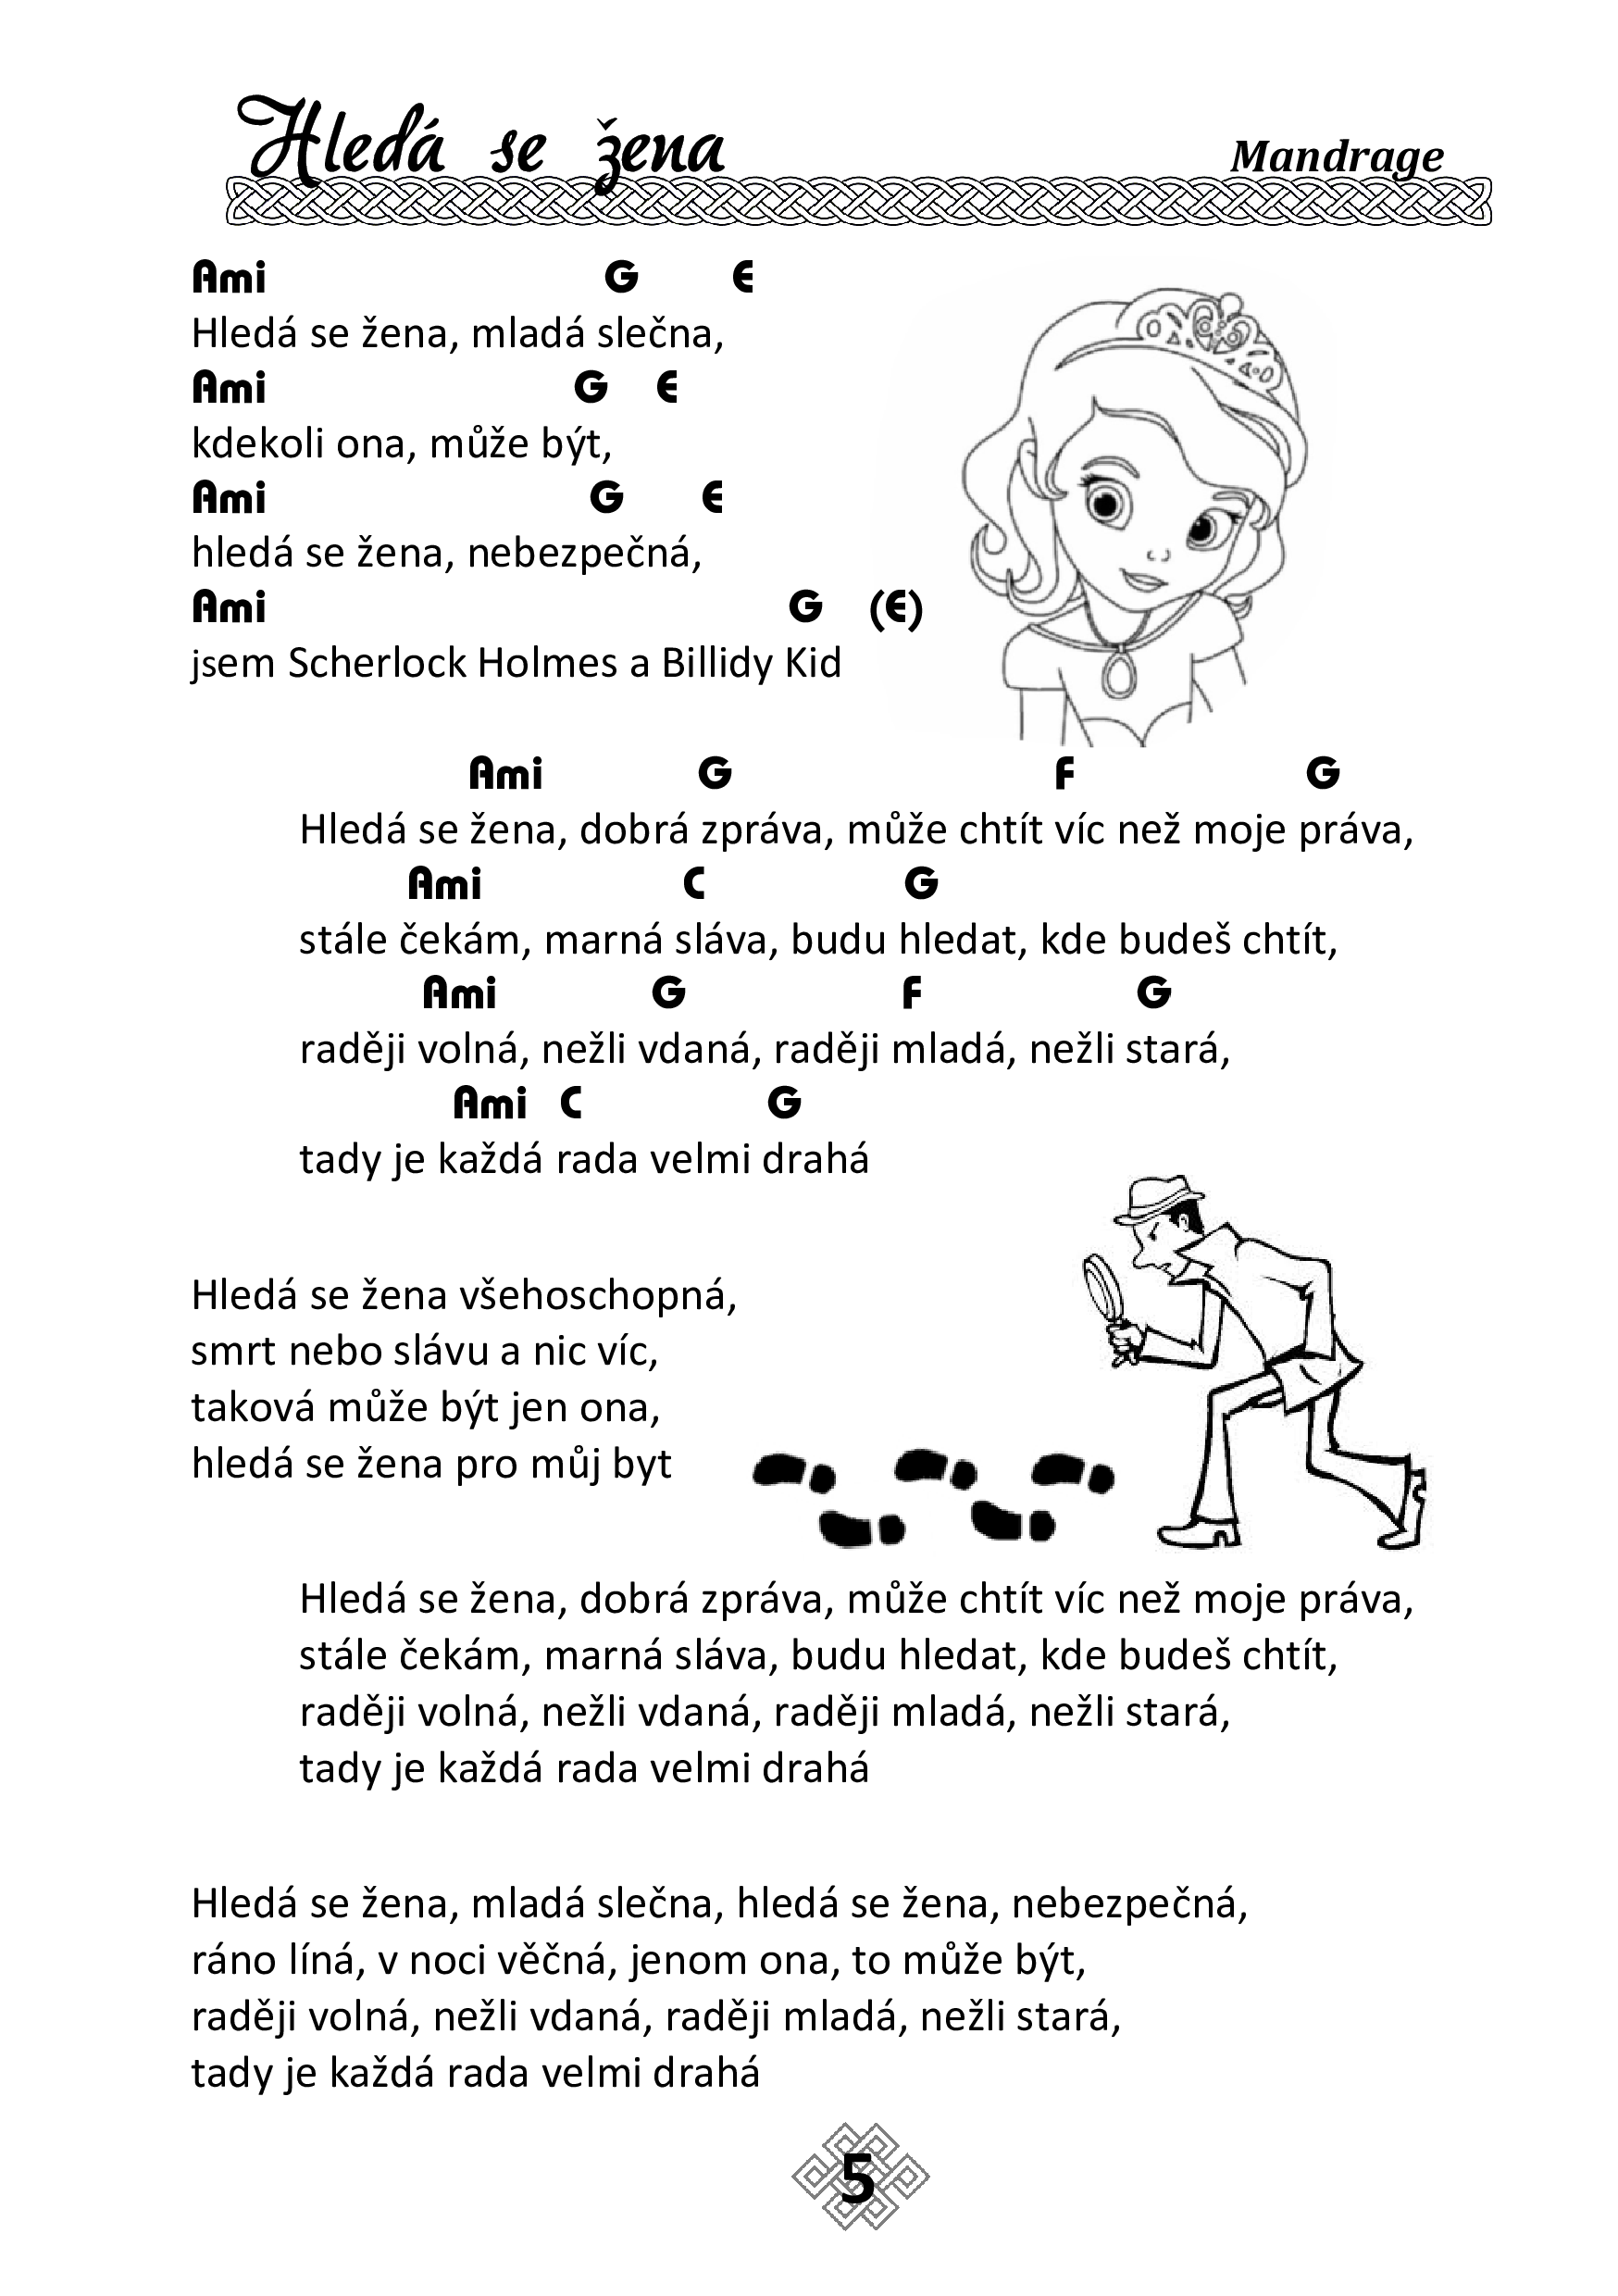 Hledá se žena
Mandrage
Ami G E
Hledá se žena, mladá slečna,
Ami G E
kdekoli ona, může být,
Ami G E
hledá se žena, nebezpečná,
Ami G (E)
jsem Scherlock Holmes a Billidy Kid
Ami G F G
Hledá se žena, dobrá zpráva, může chtít víc než moje práva,
Ami C G
stále čekám, marná sláva, budu hledat, kde budeš chtít,
Ami G F G
raději volná, nežli vdaná, raději mladá, nežli stará,
Ami C G
tady je každá rada velmi drahá
Hledá se žena všehoschopná,
smrt nebo slávu a nic víc,
taková může být jen ona,
hledá se žena pro můj byt
Hledá se žena, dobrá zpráva, může chtít víc než moje práva,
stále čekám, marná sláva, budu hledat, kde budeš chtít,
raději volná, nežli vdaná, raději mladá, nežli stará,
tady je každá rada velmi drahá
Hledá se žena, mladá slečna, hledá se žena, nebezpečná,
ráno líná, v noci věčná, jenom ona, to může být,
raději volná, nežli vdaná, raději mladá, nežli stará,
tady je každá rada velmi drahá
5